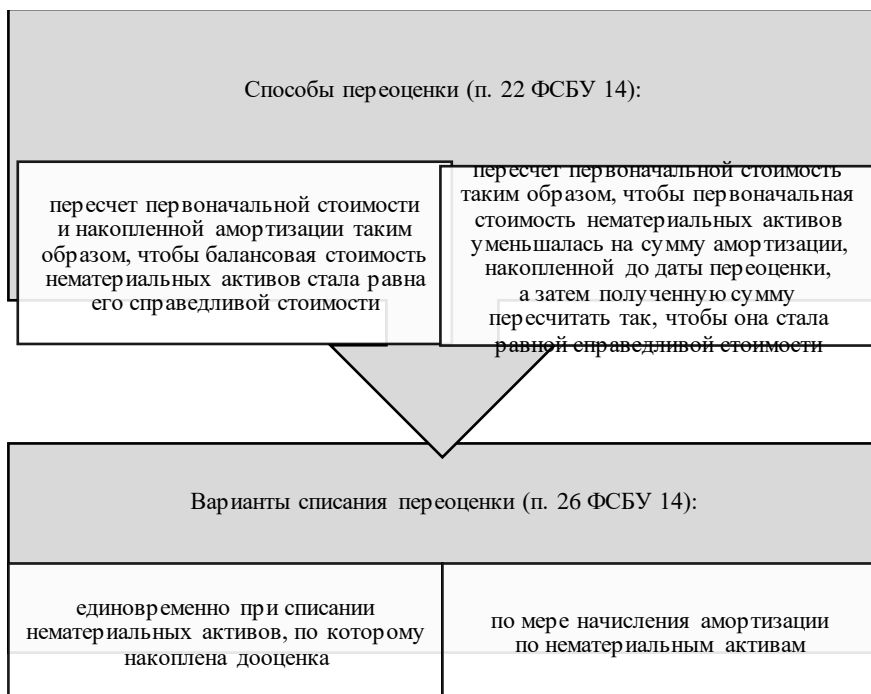 Способы переоценки (п. 22 ФСБУ 14):
пересчет первоначальной стоимости
и накопленной амортизации таким
образом, чтобы балансовая стоимость
нематериальных активов стала равна
его справедливой стоимости
пересчет первоначальной стоимость
таким образом, чтобы первоначальная
стоимость нематериальных активов
уменьшалась на сумму амортизации,
накопленной до даты переоценки,
а затем полученную сумму
пересчитать так, чтобы она стала
равной справедливой стоимости
Варианты списания переоценки (п. 26 ФСБУ 14):
единовременно при списании
нематериальных активов, по которому
накоплена дооценка
по мере начисления амортизации
по нематериальным активам